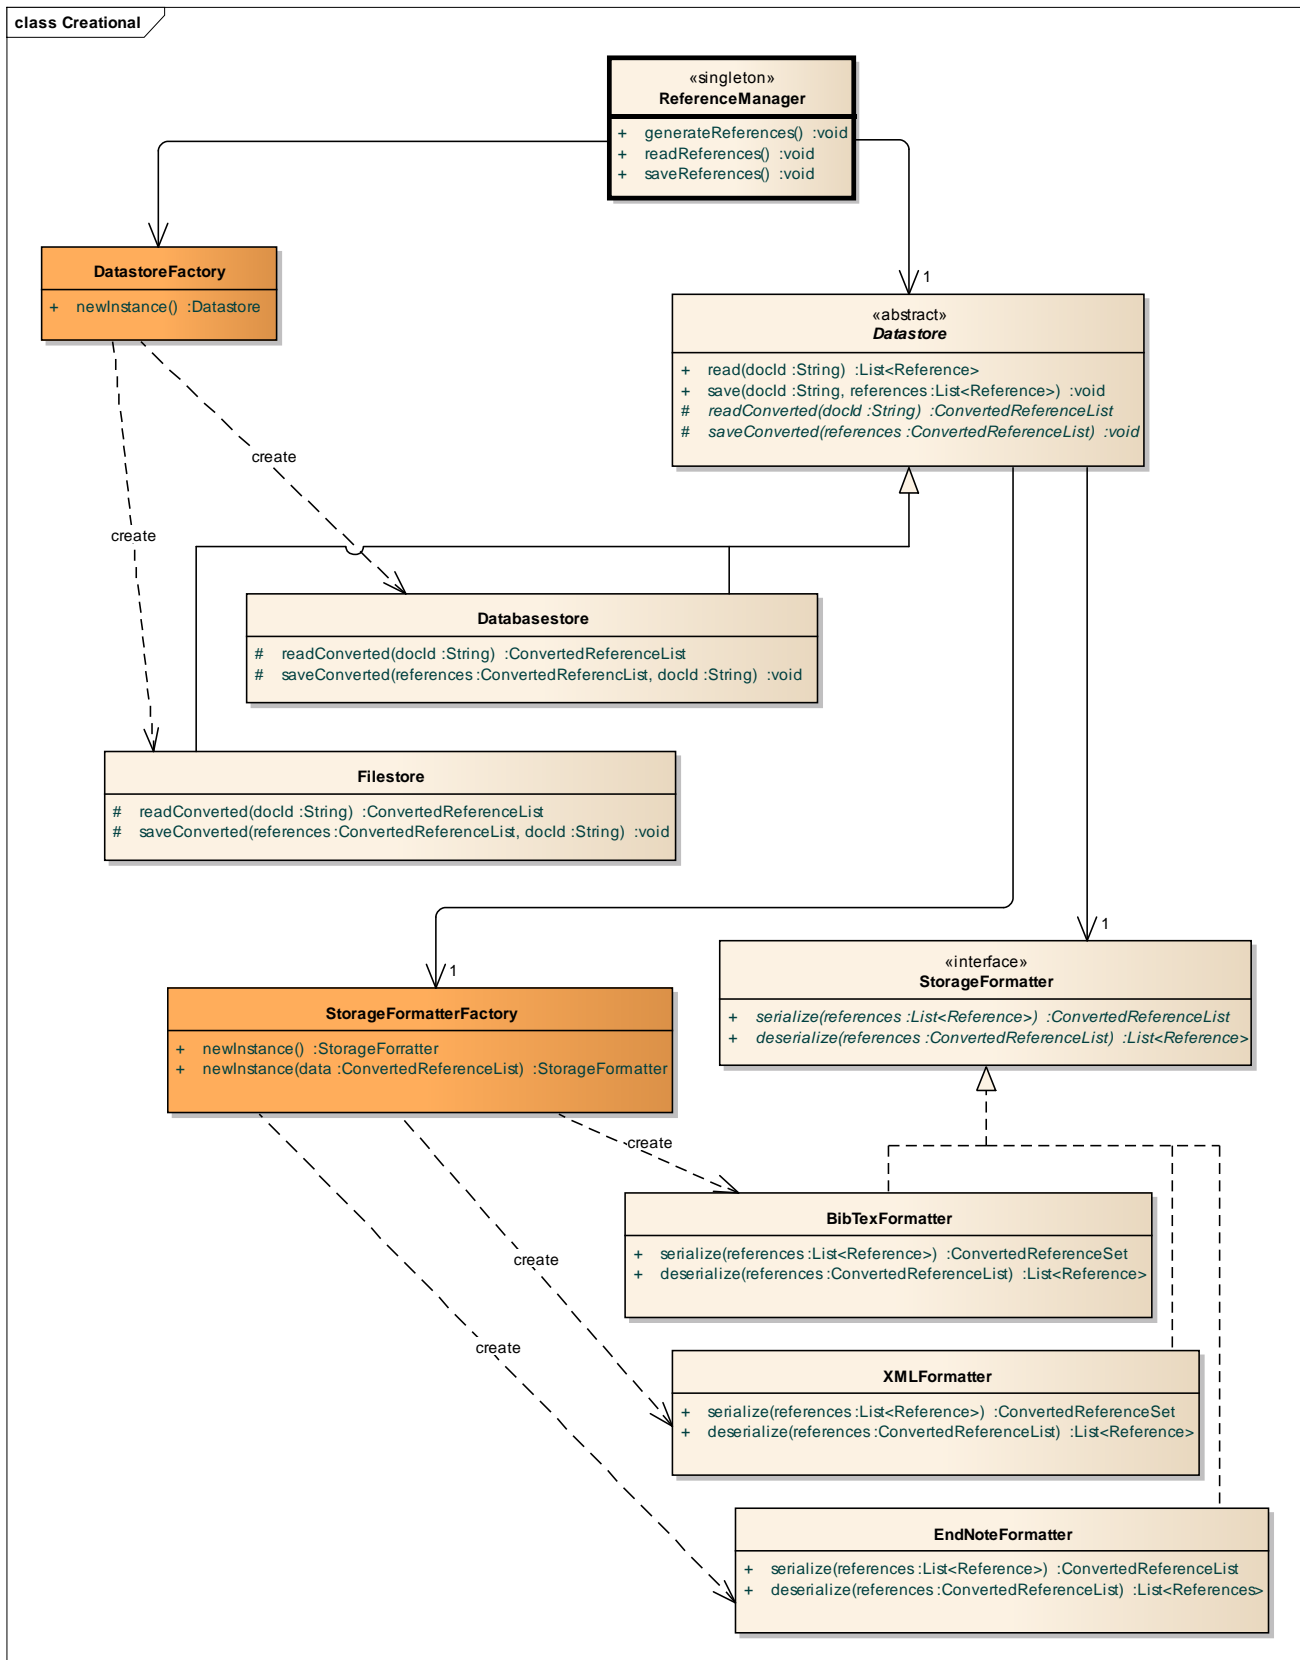 class Creational
«singleton»
ReferenceManager
+ generateReferences() :void
+ readReferences() :void
+ saveReferences() :void
DatastoreFactory
+ newInstance() :Datastore
1
«abstract»
Datastore
+ read(docId :String) :List<Reference>
+ save(docId :String, references :List<Reference>) :void
# readConverted(docId :String) :ConvertedReferenceList
# saveConverted(references :ConvertedReferenceList) :void
create
create
Databasestore
# readConverted(docId :String) :ConvertedReferenceList
# saveConverted(references :ConvertedReferencList, docId :String) :void
Filestore
# readConverted(docId :String) :ConvertedReferenceList
# saveConverted(references :ConvertedReferenceList, docId :String) :void
1
«interface»
StorageFormatter
+ serialize(references :List<Reference>) :ConvertedReferenceList
+ deserialize(references :ConvertedReferenceList) :List<Reference>
1
StorageFormatterFactory
+ newInstance() :StorageForratter
+ newInstance(data :ConvertedReferenceList) :StorageFormatter
create
BibTexFormatter
+ serialize(references :List<Reference>) :ConvertedReferenceSet
+ deserialize(references :ConvertedReferenceList) :List<Reference>
create
create
XMLFormatter
+ serialize(references :List<Reference>) :ConvertedReferenceSet
+ deserialize(references :ConvertedReferenceList) :List<Reference>
EndNoteFormatter
+ serialize(references :List<Reference>) :ConvertedReferenceList
+ deserialize(references :ConvertedReferenceList) :List<References>